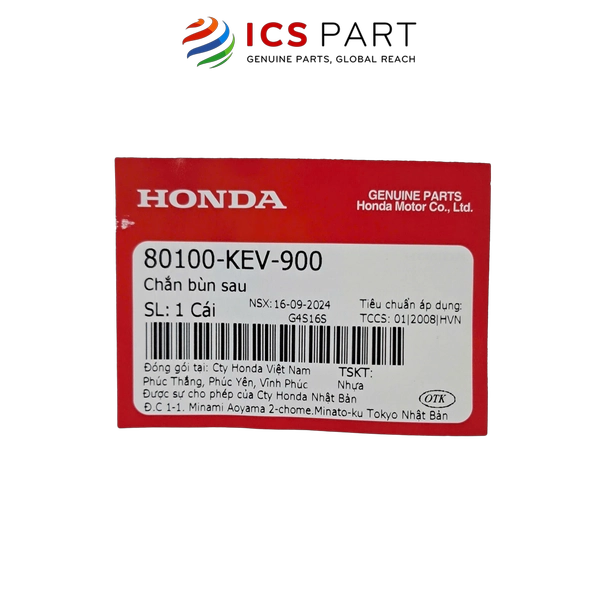 ICS PART
GENUINE PARTS, GLOBAL REACH
HONDA
GENUINE PARTS
Honda Motor Co., Ltd.
80100-KEV-900
Chắn bùn sau
SL: 1 Cái
NSX: 16-09-2024
G4S16S
Tiêu chuẩn áp dụng:
TCCS: 01|2008|HVN
Đóng gói tại: Cty Honda Việt Nam
Phúc Thắng, Phúc Yên, Vĩnh Phúc
TSKT:
Nhựa
Được sự cho phép của Cty Honda Nhật Bản
Đ.C 1-1. Minami Aoyama 2-chome.Minato-ku Tokyo Nhật Bản
OTK